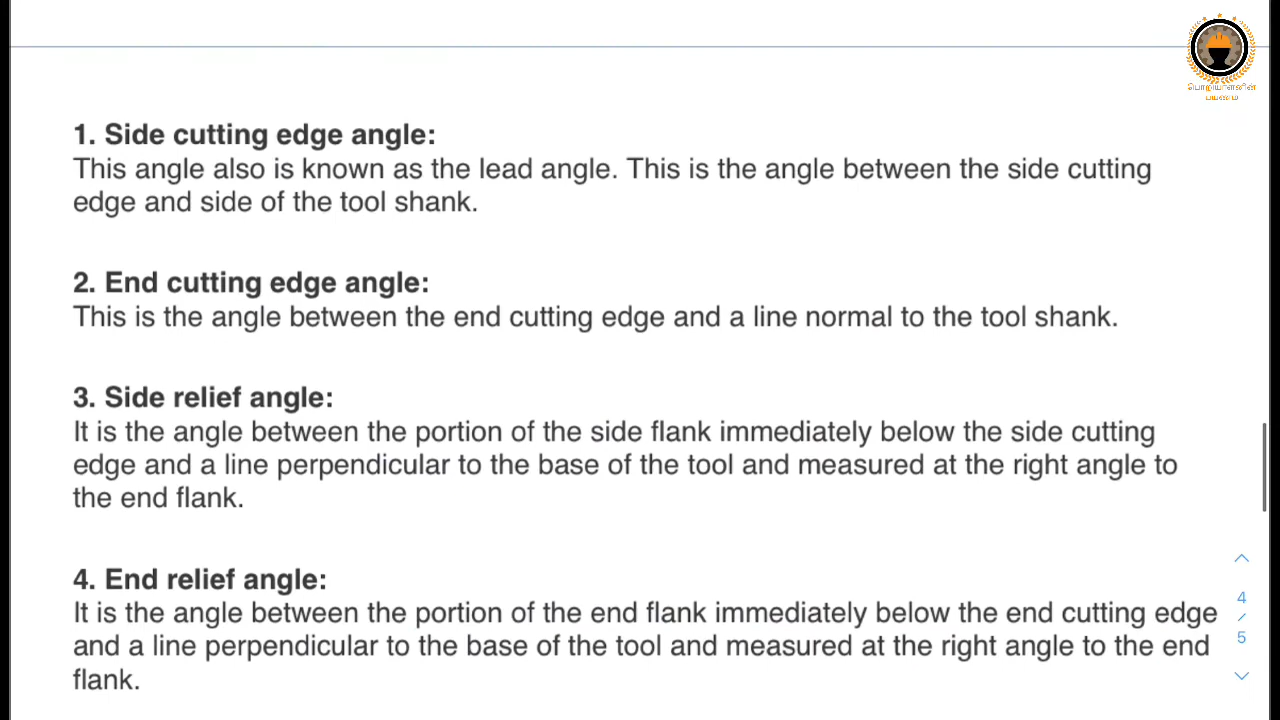 பொறியாளனின்
பயணம்
1. Side cutting edge angle:
This angle also is known as the lead angle. This is the angle between the side cutting
edge and side of the tool shank.
2. End cutting edge angle:
This is the angle between the end cutting edge and a line normal to the tool shank.
3. Side relief angle:
It is the angle between the portion of the side flank immediately below the side cutting
edge and a line perpendicular to the base of the tool and measured at the right angle to
the end flank.
4. End relief angle:
It is the angle between the portion of the end flank immediately below the end cutting edge
and a line perpendicular to the base of the tool and measured at the right angle to the end
flank.
4
/
5